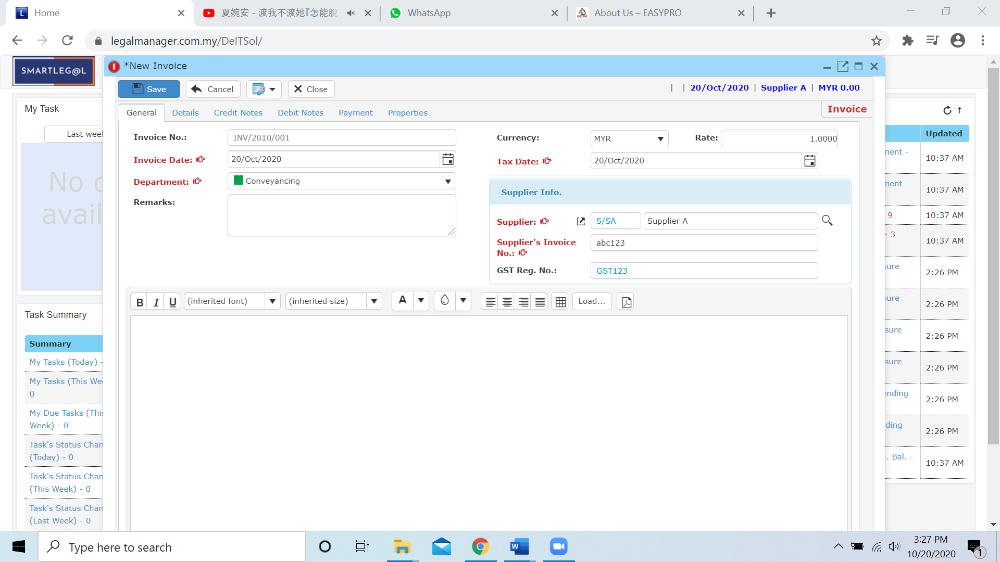 Home
夏婉安 - 渡我不渡她『怎能脫
WhatsApp
About Us – EASYPRO
legalmanager.com.my/DeITSol/
SMARTLEG@L
*New Invoice
Save
Cancel
Close
| | 20/Oct/2020 | Supplier A | MYR 0.00
General
Details
Credit Notes
Debit Notes
Payment
Properties
Invoice
Invoice No.:
INV/2010/001
Invoice Date:
20/Oct/2020
Department:
Conveyancing
Remarks:
Currency:
MYR
Rate:
1.0000
Tax Date:
20/Oct/2020
Supplier Info.
Supplier:
S/SA
Supplier A
Supplier's Invoice
No.:
abc123
GST Reg. No.:
GST123
B I U
(inherited font)
(inherited size)
A
Load...
My Task
Last week
No d
avail
Task Summary
Summary
My Tasks (Today) -
My Tasks (This We
0
My Due Tasks (This
Week) - 0
Task's Status Chan
(Today) - 0
Task's Status Chan
(This Week) - 0
Task's Status Chan
(Last Week) - 0
Updated
ment -
10:37 AM
ment
10:37 AM
9
10:37 AM
- 3
10:37 AM
sure
2:26 PM
sure
2:26 PM
sure
2:26 PM
sure
2:26 PM
ending
2:26 PM
ding
2:26 PM
. Bal. -
10:37 AM
Type here to search
3:27 PM
10/20/2020
1